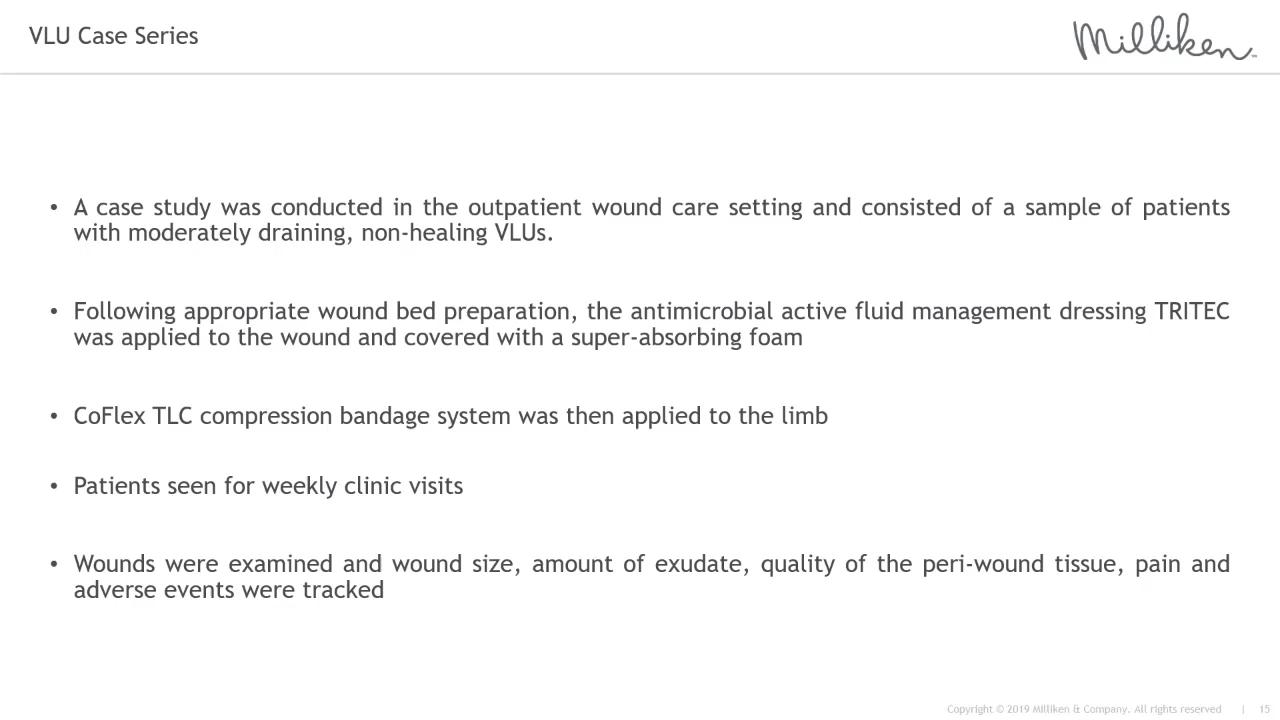 VLU Case Series
Milliken™
• A case study was conducted in the outpatient wound care setting and consisted of a sample of patients
with moderately draining, non-healing VLUs.
• Following appropriate wound bed preparation, the antimicrobial active fluid management dressing TRITEC
was applied to the wound and covered with a super-absorbing foam
• CoFlex TLC compression bandage system was then applied to the limb
• Patients seen for weekly clinic visits
• Wounds were examined and wound size, amount of exudate, quality of the peri-wound tissue, pain and
adverse events were tracked
Copyright © 2019 Milliken & Company. All rights reserved | 15